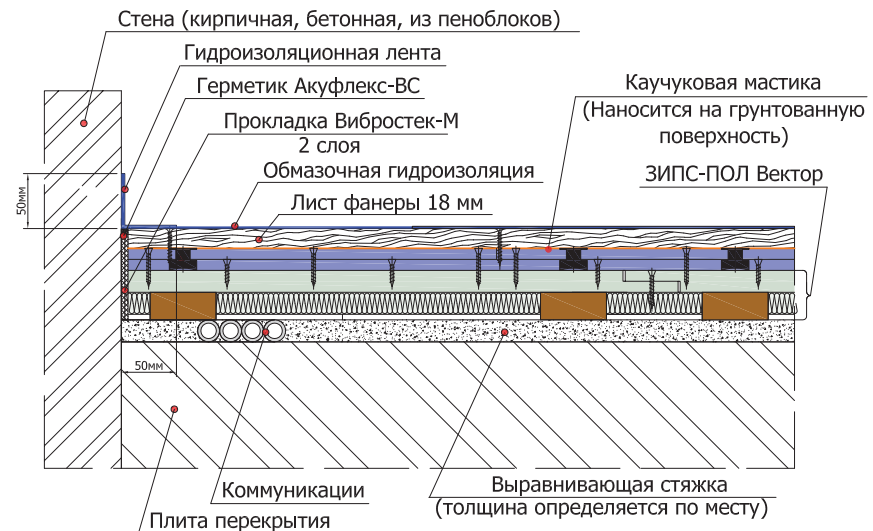 Стена (кирпичная, бетонная, из пеноблоков)
Гидроизоляционная лента
Герметик Акуфлекс-ВС
Прокладка Вибростек-М
2 слоя
Обмазочная гидроизоляция
Лист фанеры 18 мм
Каучуковая мастика
(Наносится на грунтованную
поверхность)
ЗИПС-ПОЛ Вектор
50мм
50мм
Коммуникации
Плита перекрытия
Выравнивающая стяжка
(толщина определяется по месту)